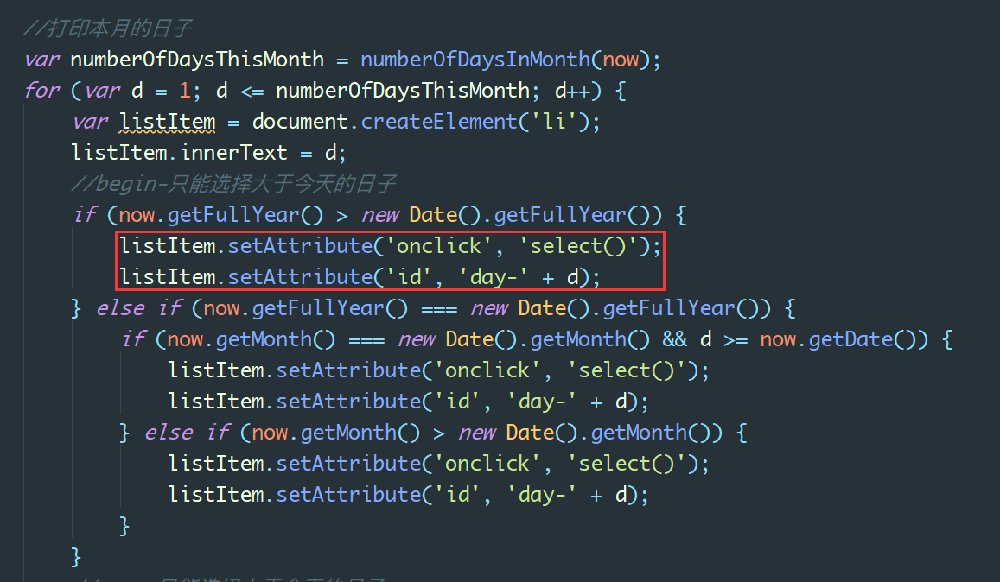 //打印本月的日子
var numberOfDaysThisMonth = numberOfDaysInMonth(now);
for (var d = 1; d <= numberOfDaysThisMonth; d++) {
var listItem = document.createElement('li');
listItem.innerText = d;
//begin-只能选择大于今天的日子
if (now.getFullYear() > new Date().getFullYear()) {
listItem.setAttribute('onclick', 'select()');
listItem.setAttribute('id', 'day-' + d);
} else if (now.getFullYear() === new Date().getFullYear()) {
if (now.getMonth() === new Date().getMonth() && d >= now.getDate()) {
listItem.setAttribute('onclick', 'select()');
listItem.setAttribute('id', 'day-' + d);
} else if (now.getMonth() > new Date().getMonth()) {
listItem.setAttribute('onclick', 'select()');
listItem.setAttribute('id', 'day-' + d);
}
}